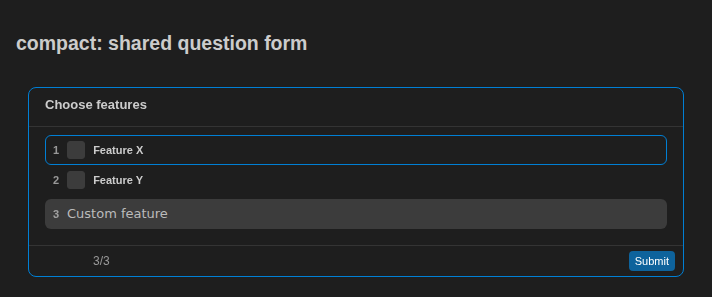 compact: shared question form
Choose features
1 Feature X
2 Feature Y
3 Custom feature
3/3 Submit